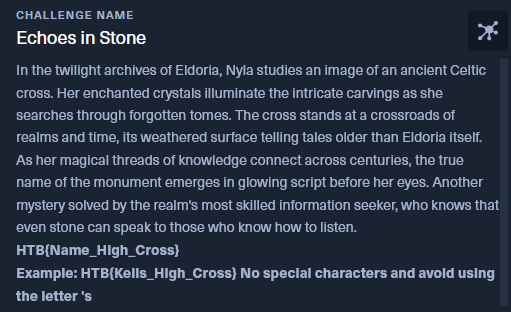 CHALLENGE NAME
Echoes in Stone
In the twilight archives of Eldoria, Nyla studies an image of an ancient Celtic
cross. Her enchanted crystals illuminate the intricate carvings as she
searches through forgotten tomes. The cross stands at a crossroads of
realms and time, its weathered surface telling tales older than Eldoria itself.
As her magical threads of knowledge connect across centuries, the true
name of the monument emerges in glowing script before her eyes. Another
mystery solved by the realm's most skilled information seeker, who knows that
even stone can speak to those who know how to listen.
HTB{Name_High_Cross}
Example: HTB{Kells_High_Cross} No special characters and avoid using
the letter 's